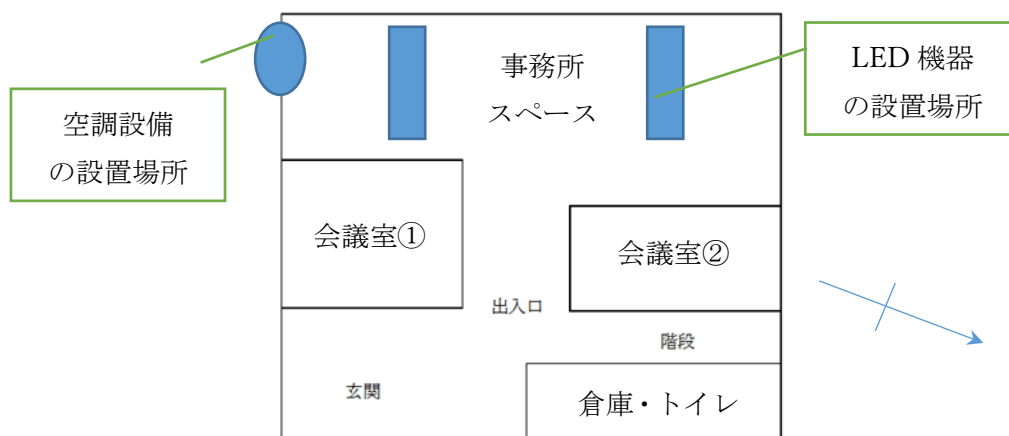 事務所
スペース
LED 機器
の設置場所
空調設備
の設置場所
会議室①
会議室②
出入口
階段
玄関
倉庫・トイレ